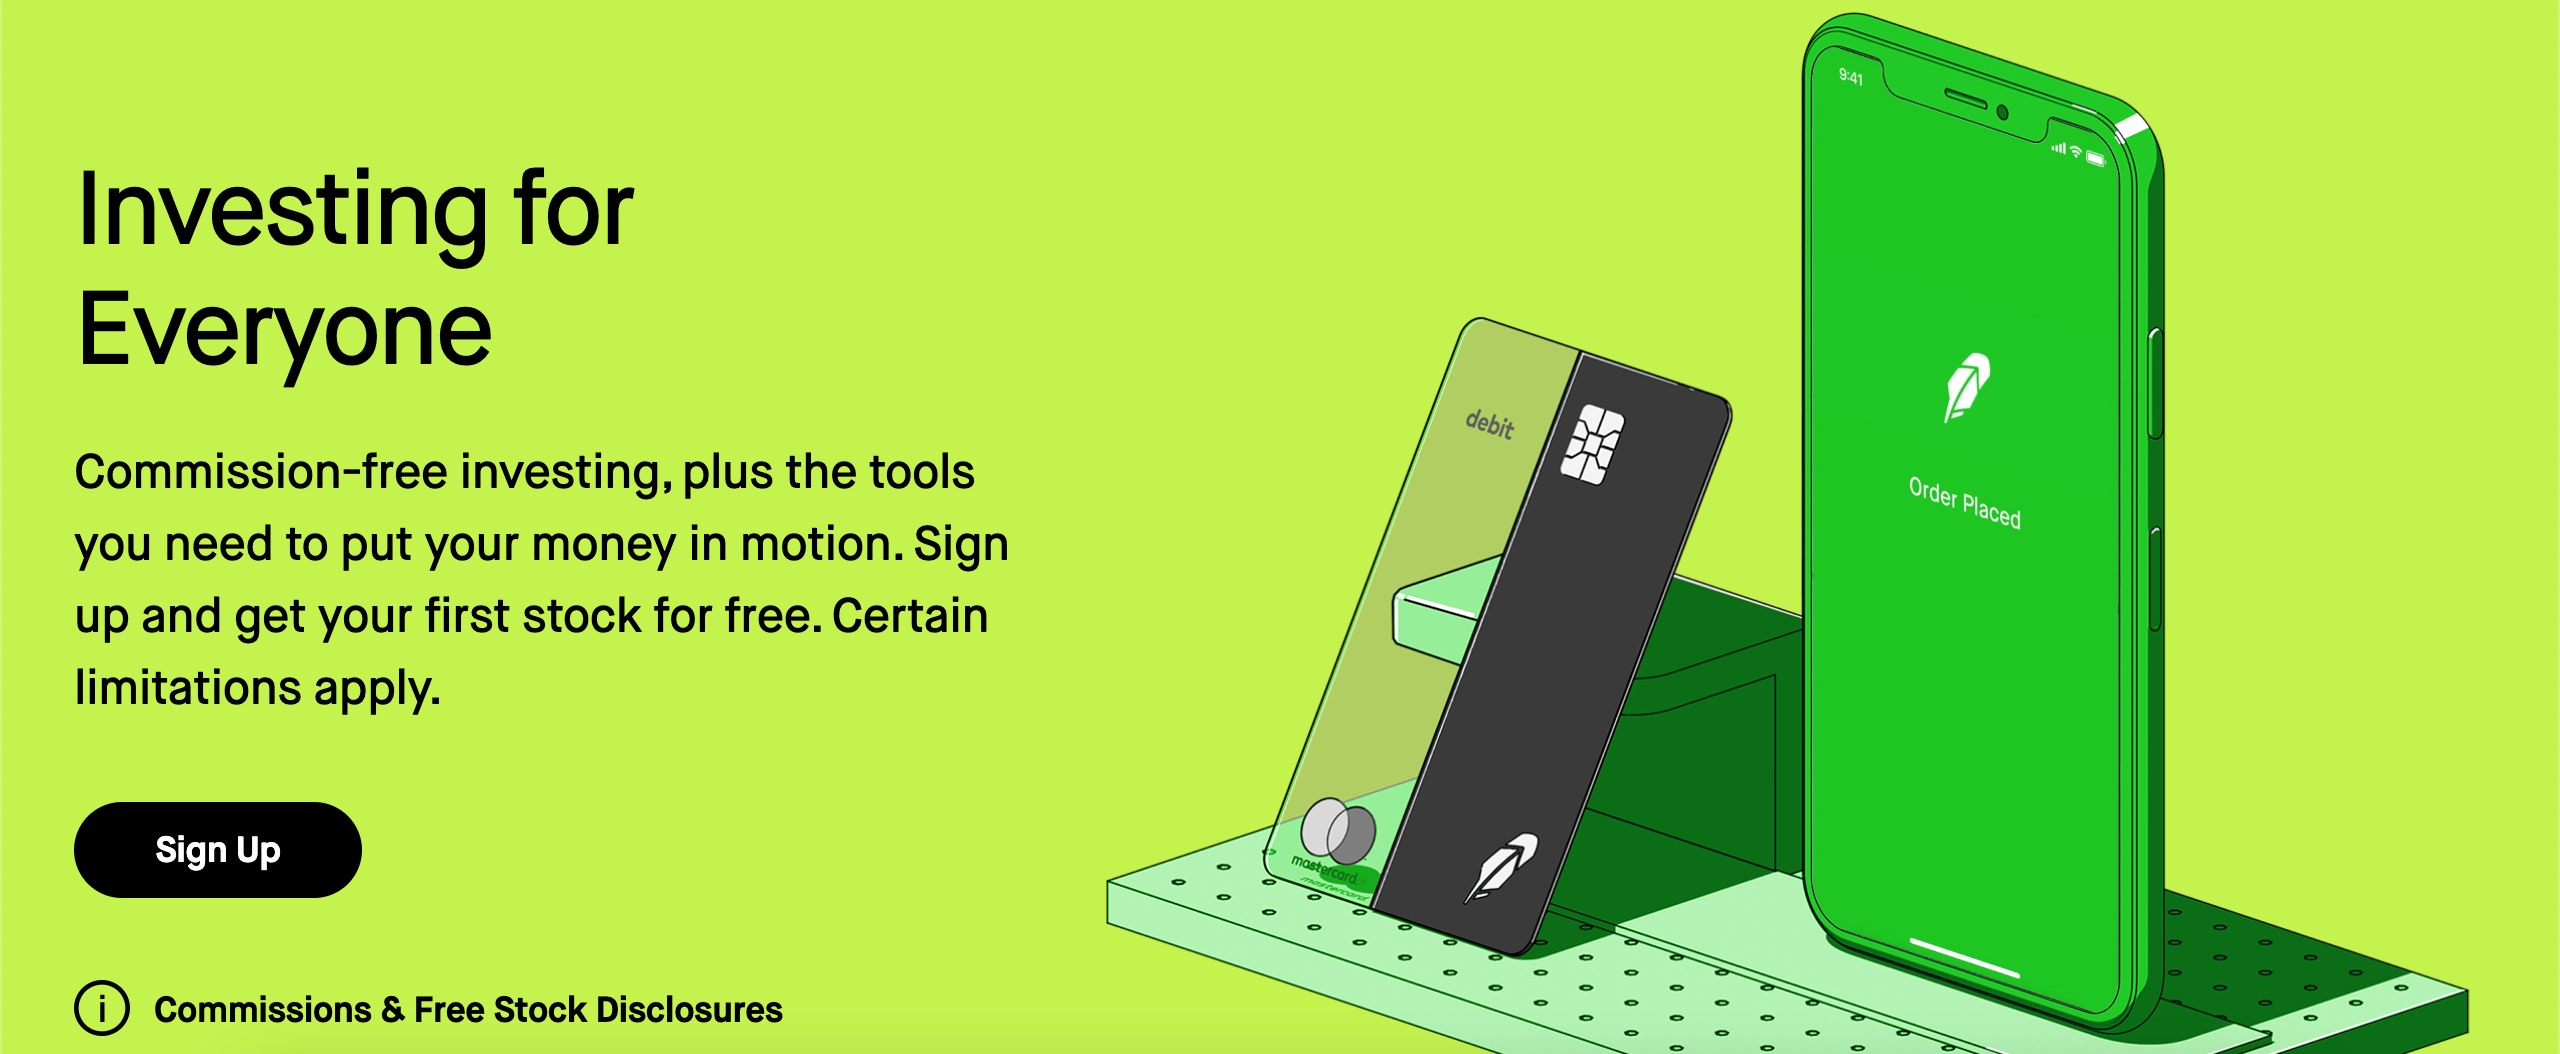 Investing for
Everyone
Commission-free investing, plus the tools
you need to put your money in motion. Sign
up and get your first stock for free. Certain
limitations apply.
Sign Up
Commissions & Free Stock Disclosures
debit
mastercard
mastercard
9:41
Order Placed